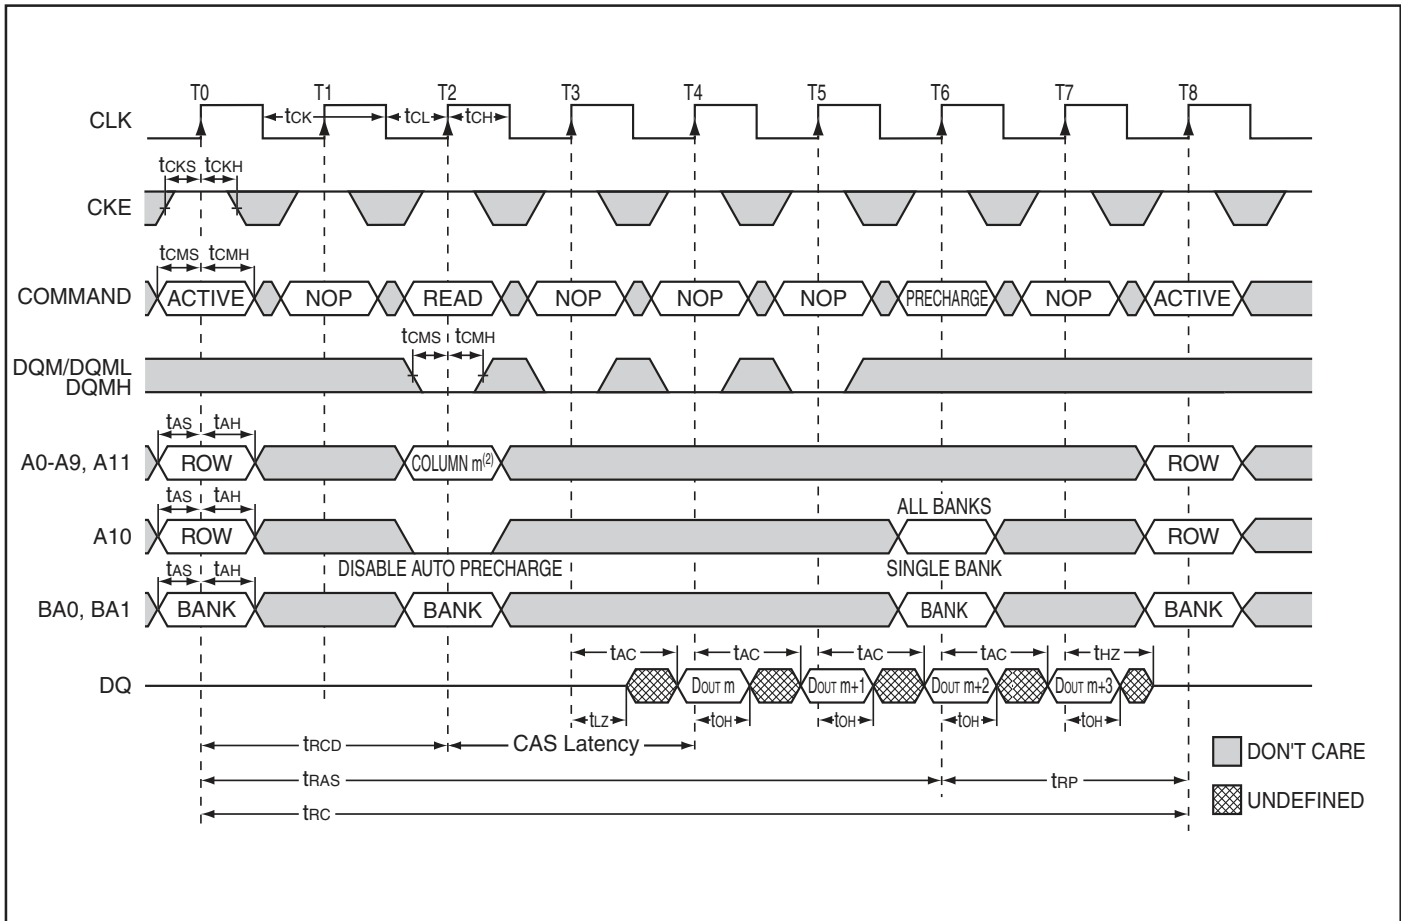 T0 T1 T2 T3 T4 T5 T6 T7 T8
CLK tCK tCL tCH
tCKS tCKH
CKE
tCMS tCMH
COMMAND ACTIVE NOP READ NOP NOP NOP PRECHARGE NOP ACTIVE
tCMS tCMH
DQM/DQML
DQMH
tAS tAH
A0-A9, A11 ROW COLUMN m(2) ROW
tAS tAH ALL BANKS
A10 ROW ROW
DISABLE AUTO PRECHARGE SINGLE BANK
tAS tAH
BA0, BA1 BANK BANK BANK BANK
tAC tAC tAC tAC tHZ
DQ DOUT m DOUT m+1 DOUT m+2 DOUT m+3
tLZ tOH tOH tOH tOH
tRCD CAS Latency
DON'T CARE
tRAS tRP
UNDEFINED
tRC